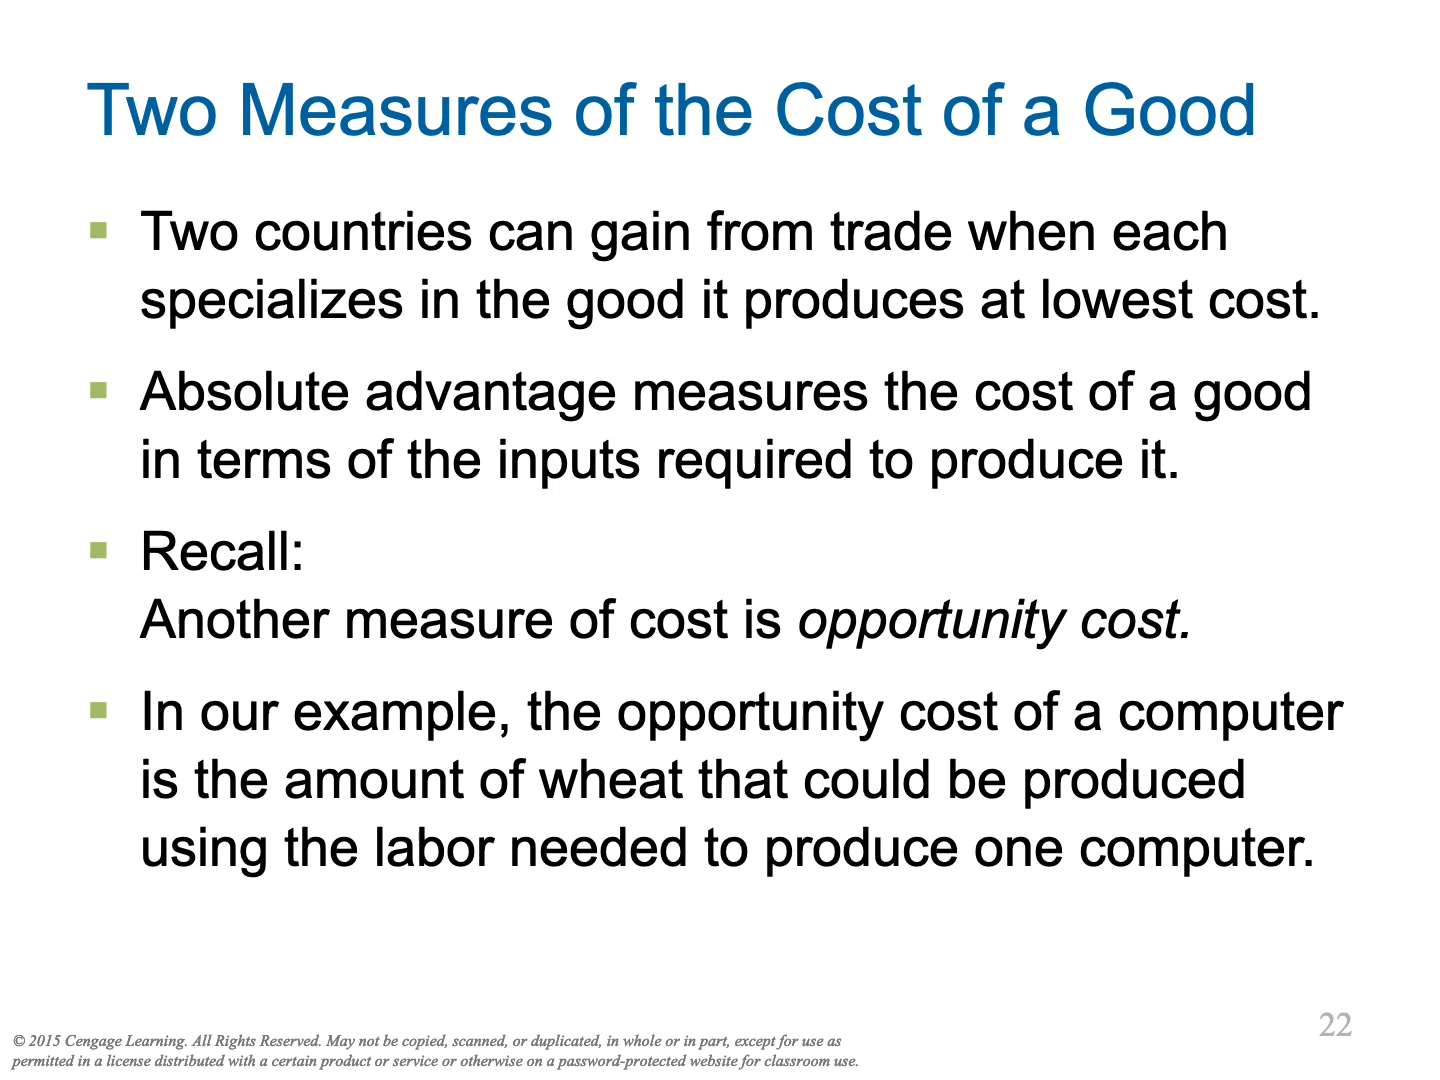 Two Measures of the Cost of a Good
Two countries can gain from trade when each
specializes in the good it produces at lowest cost.
Absolute advantage measures the cost of a good
in terms of the inputs required to produce it.
Recall:
Another measure of cost is opportunity cost.
In our example, the opportunity cost of a computer
is the amount of wheat that could be produced
using the labor needed to produce one computer.
22
© 2015 Cengage Learning. All Rights Reserved. May not be copied, scanned, or duplicated, in whole or in part, except for use as
permitted in a license distributed with a certain product or service or otherwise on a password-protected website for classroom use.